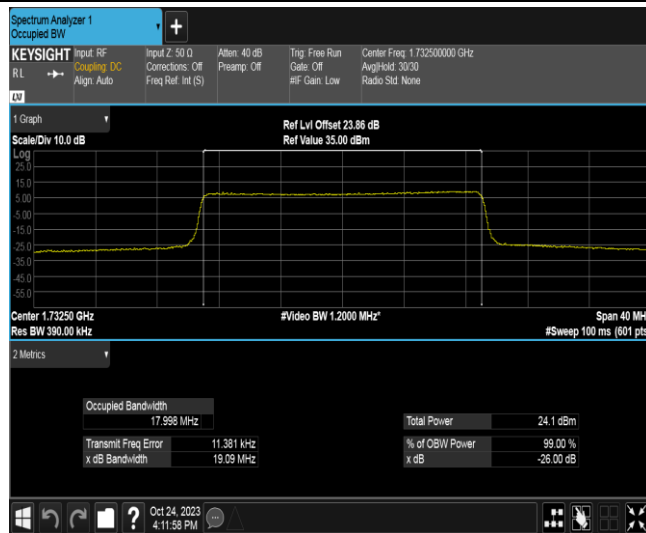 Spectrum Analyzer 1
Occupied BW
+
KEYSIGHT Input: RF Input Z: 50 Ω Atten: 40 dB Trig: Free Run Center Freq: 1.732500000 GHz
RL Coupling: DC Corrections: Off Preamp: Off Gate: Off Avg|Hold: 30/30
Align: Auto Freq Ref: Int (S) #IF Gain: Low Radio Std: None
1 Graph
Ref Lvl Offset 23.86 dB
Scale/Div 10.0 dB Ref Value 35.00 dBm
Log
25.0
15.0
5.00
-5.00
-15.0
-25.0
-35.0
-45.0
-55.0
Center 1.73250 GHz #Video BW 1.2000 MHz* Span 40 MH
Res BW 390.00 kHz #Sweep 100 ms (601 pts
2 Metrics
Occupied Bandwidth
17.998 MHz Total Power 24.1 dBm
Transmit Freq Error 11.381 kHz % of OBW Power 99.00 %
x dB Bandwidth 19.09 MHz x dB -26.00 dB
? Oct 24, 2023
4:11:58 PM